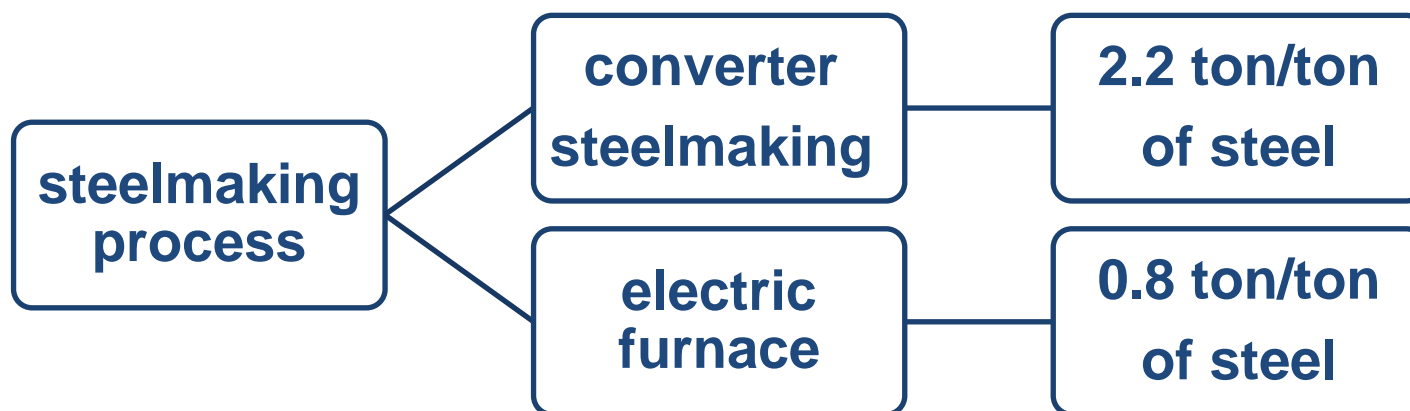 steelmaking
process
converter
steelmaking
2.2 ton/ton
of steel
electric
furnace
0.8 ton/ton
of steel